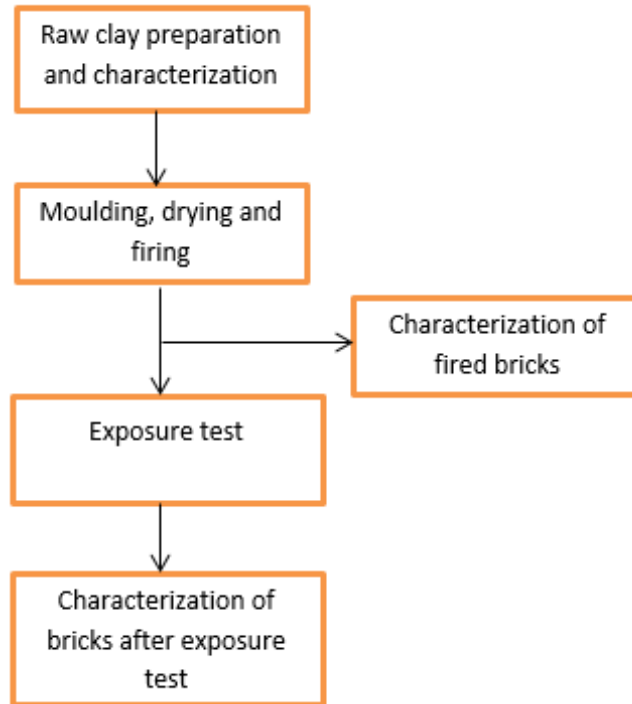 Raw clay preparation
and characterization
Moulding, drying and
firing
Characterization of
fired bricks
Exposure test
Characterization of
bricks after exposure
test